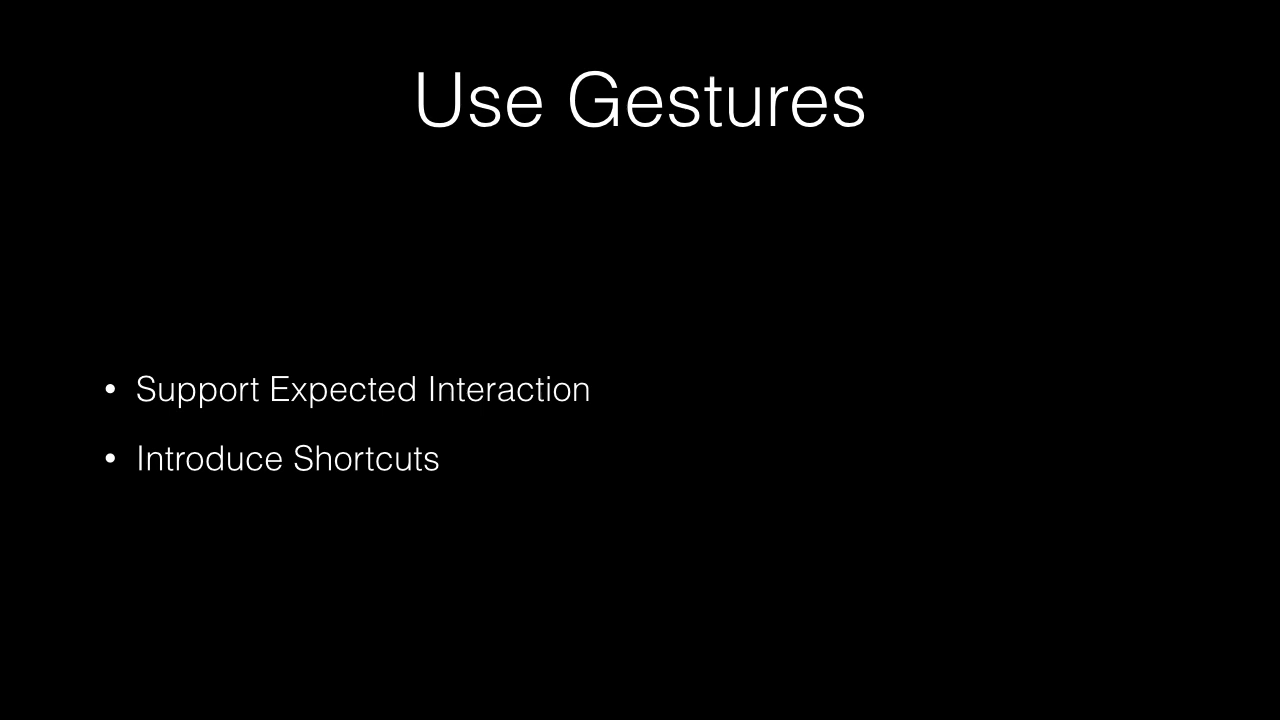 Use Gestures
• Support Expected Interaction
• Introduce Shortcuts